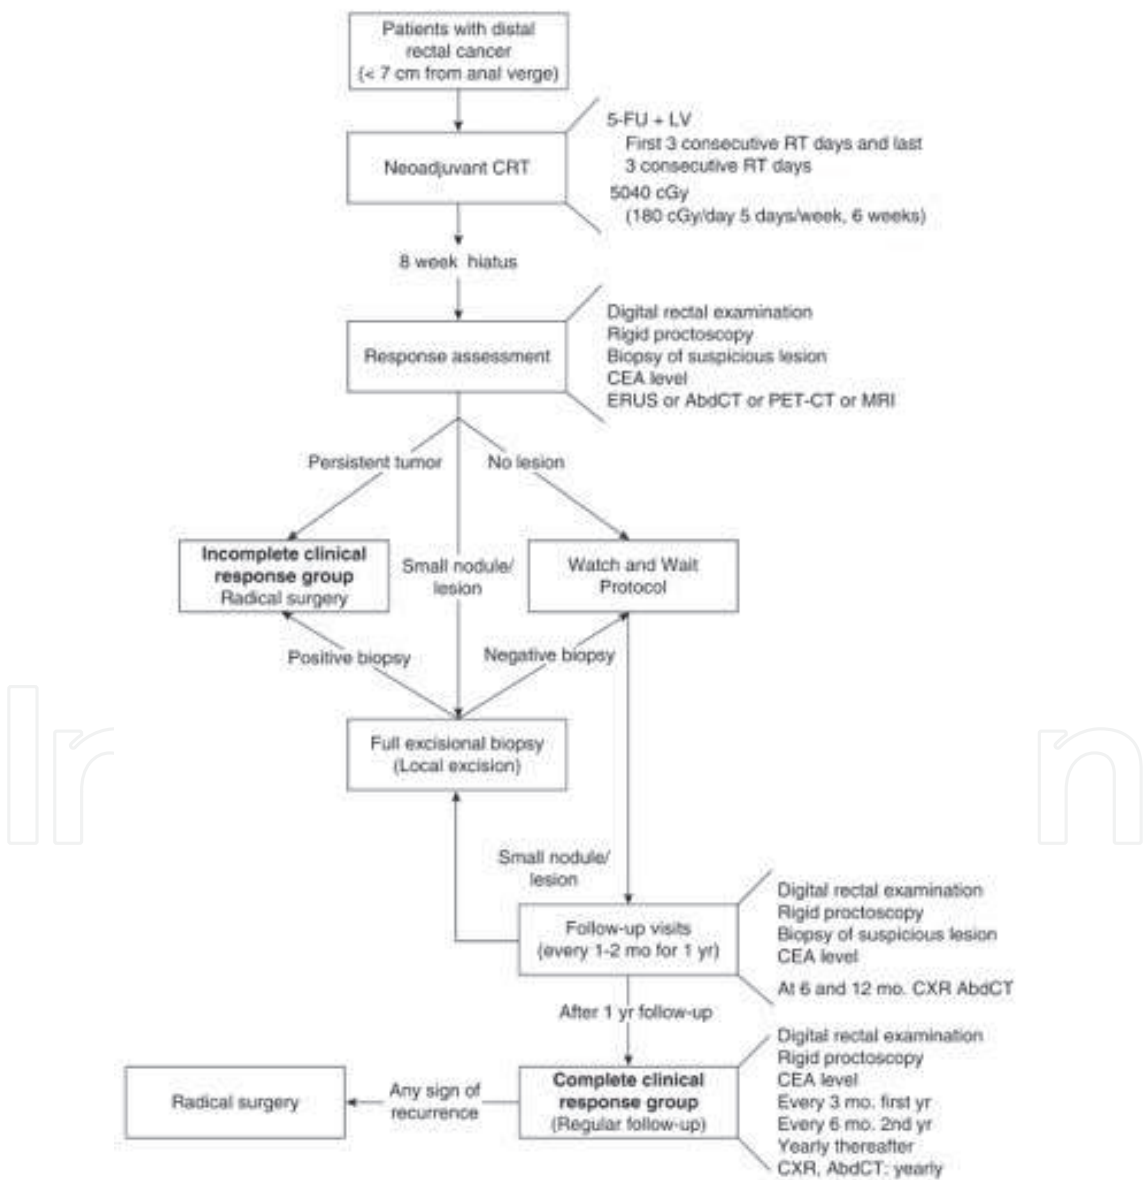 Patients with distal
rectal cancer
(< 7 cm from anal verge)
Neoadjuvant CRT
5-FU + LV
First 3 consecutive RT days and last
3 consecutive RT days
5040 cGy
(180 cGy/day 5 days/week, 6 weeks)
8 week hiatus
Response assessment
Digital rectal examination
Rigid proctoscopy
Biopsy of suspicious lesion
CEA level
ERUS or AbdCT or PET-CT or MRI
Persistent tumor
No lesion
Incomplete clinical
response group
Radical surgery
Small nodule/
lesion
Watch and Wait
Protocol
Positive biopsy
Negative biopsy
Full excisional biopsy
(Local excision)
Small nodule/
lesion
Follow-up visits
(every 1-2 mo for 1 yr)
Digital rectal examination
Rigid proctoscopy
Biopsy of suspicious lesion
CEA level
At 6 and 12 mo. CXR AbdCT
After 1 yr follow-up
Radical surgery
Any sign of
recurrence
Complete clinical
response group
(Regular follow-up)
Digital rectal examination
Rigid proctoscopy
CEA level
Every 3 mo. first yr
Every 6 mo. 2nd yr
Yearly thereafter
CXR, AbdCT: yearly